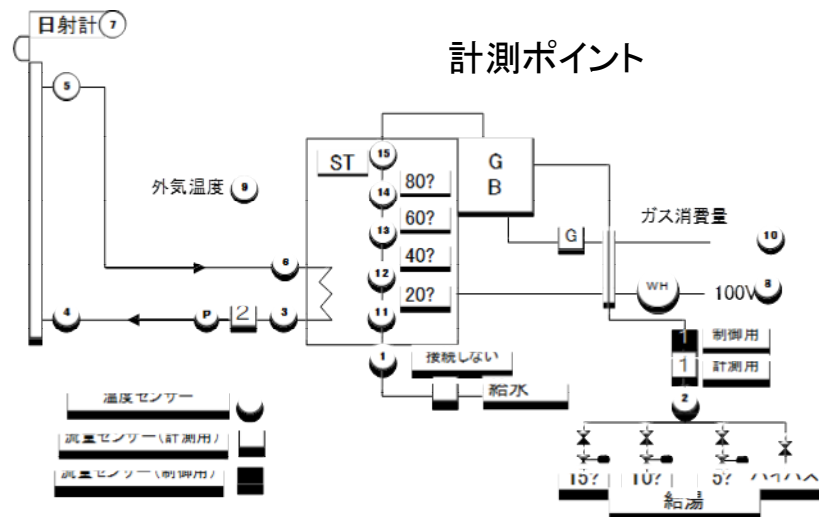 日射計 7
計測ポイント
5
15
ST
G
B
80?
外気温度 9
14
60?
ガス消費量
13
G
10
40?
6
12
20?
WH
100V 8
4
P
2
3
11
1
制御用
接続しない
1
計測用
給水
温度センサー
2
流量センサー(計測用)
流量センサー(制御用)
15?
10?
5?
バイパス
給湯